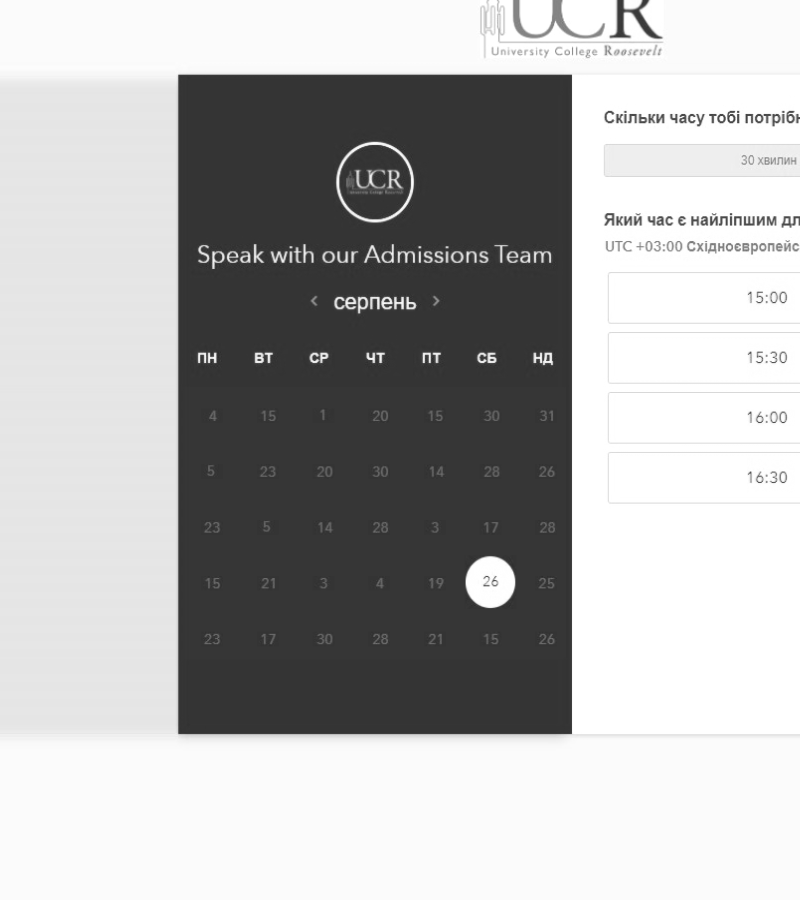 UCR
University College Roosevelt
UCR
Speak with our Admissions Team
серпень
ПН ВТ СР ЧТ ПТ СБ НД
4 15 1 20 15 30 31
5 23 20 30 14 28 26
23 5 14 28 3 17 28
15 21 3 4 19 26 25
23 17 30 28 21 15 26
Скільки часу тобі потрібн
30 хвилин
Який час є найліпшим дл
UTC +03:00 Східноєвропейс
15:00
15:30
16:00
16:30